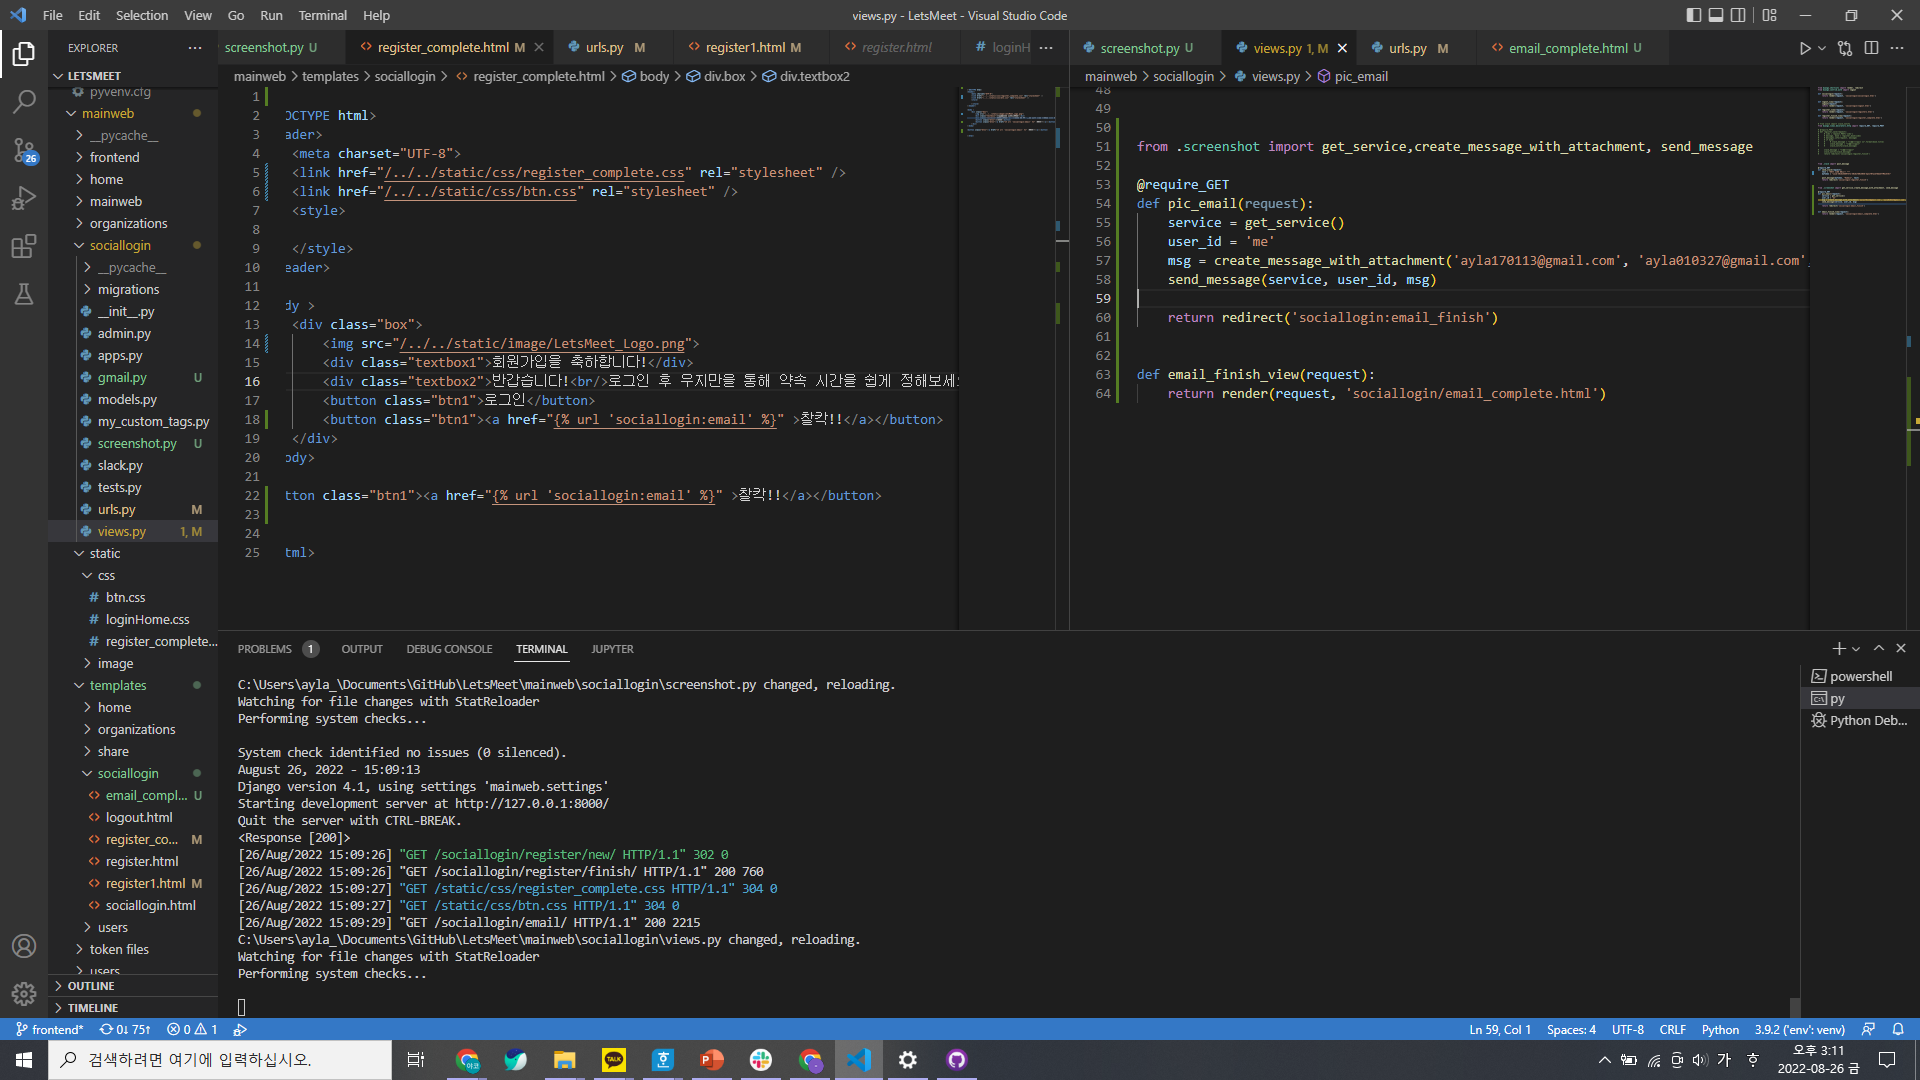 File Edit Selection View Go Run Terminal Help
views.py - LetsMeet - Visual Studio Code
EXPLORER
LETSMEET
pyvenv.cfg
mainweb
__pycache__
frontend
home
mainweb
organizations
sociallogin
__pycache__
migrations
__init__.py
admin.py
apps.py
gmail.py U
models.py
my_custom_tags.py
screenshot.py U
slack.py
tests.py
urls.py M
views.py 1, M
static
css
btn.css
loginHome.css
register_complete...
image
templates
home
organizations
share
sociallogin
email_compl... U
logout.html
register_co... M
register.html
register1.html M
sociallogin.html
users
token files
users
OUTLINE
TIMELINE
26
screenshot.py U
register_complete.html M
urls.py M
register1.html M
register.html
loginH
mainweb > templates > sociallogin > register_complete.html > body > div.box > div.textbox2
1
2 OCTYPE html>
3 ader>
4 <meta charset="UTF-8">
5 <link href="/../../static/css/register_complete.css" rel="stylesheet" />
6 <link href="/../../static/css/btn.css" rel="stylesheet" />
7 <style>
8
9 </style>
10 eader>
11
12 dy >
13 <div class="box">
14 <img src="/../../static/image/LetsMeet_Logo.png">
15 <div class="textbox1">회원가입을 축하합니다!</div>
16 <div class="textbox2">반갑습니다!<br/>로그인 후 우지만을 통해 약속 시간을 쉽게 정해보세
17 <button class="btn1">로그인</button>
18 <button class="btn1"><a href="{% url 'sociallogin:email' %}" >찰칵!!</a></button>
19 </div>
20 ody>
21
22 tton class="btn1"><a href="{% url 'sociallogin:email' %}" >찰칵!!</a></button>
23
24
25 tml>
screenshot.py U
views.py 1, M
urls.py M
email_complete.html U
mainweb > sociallogin > views.py > pic_email
48
49
50
51 from .screenshot import get_service,create_message_with_attachment, send_message
52
53 @require_GET
54 def pic_email(request):
55 service = get_service()
56 user_id = 'me'
57 msg = create_message_with_attachment('ayla170113@gmail.com', 'ayla010327@gmail.com'
58 send_message(service, user_id, msg)
59
60 return redirect('sociallogin:email_finish')
61
62
63 def email_finish_view(request):
64 return render(request, 'sociallogin/email_complete.html')
PROBLEMS 1 OUTPUT DEBUG CONSOLE TERMINAL JUPYTER
C:\Users\ayla_\Documents\GitHub\LetsMeet\mainweb\sociallogin\screenshot.py changed, reloading.
Watching for file changes with StatReloader
Performing system checks...
System check identified no issues (0 silenced).
August 26, 2022 - 15:09:13
Django version 4.1, using settings 'mainweb.settings'
Starting development server at http://127.0.0.1:8000/
Quit the server with CTRL-BREAK.
<Response [200]>
[26/Aug/2022 15:09:26] "GET /sociallogin/register/new/ HTTP/1.1" 302 0
[26/Aug/2022 15:09:26] "GET /sociallogin/register/finish/ HTTP/1.1" 200 760
[26/Aug/2022 15:09:27] "GET /static/css/register_complete.css HTTP/1.1" 304 0
[26/Aug/2022 15:09:27] "GET /static/css/btn.css HTTP/1.1" 304 0
[26/Aug/2022 15:09:29] "GET /sociallogin/email/ HTTP/1.1" 200 2215
C:\Users\ayla_\Documents\GitHub\LetsMeet\mainweb\sociallogin\views.py changed, reloading.
Watching for file changes with StatReloader
Performing system checks...
powershell
py
Python Deb...
frontend* 0↓ 75↑ 0 1
Ln 59, Col 1 Spaces: 4 UTF-8 CRLF Python 3.9.2 ('env': venv)
검색하려면 여기에 입력하십시오.
TALK
가
오후 3:11
2022-08-26 금